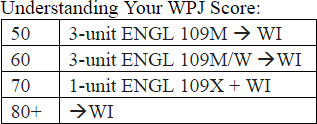 Understanding Your WPJ Score:
50 3-unit ENGL 109M → WI
60 3-unit ENGL 109M/W →WI
70 1-unit ENGL 109X + WI
80+ →WI